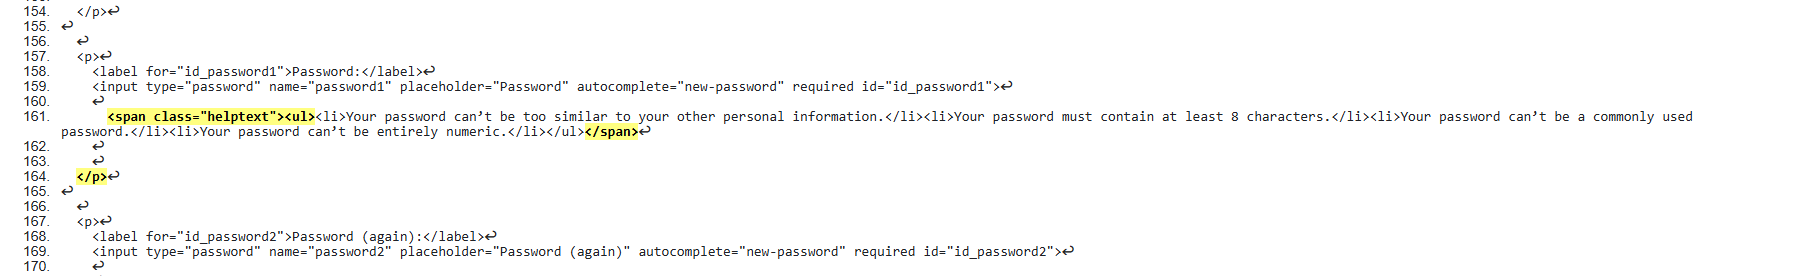 154. </p>↩
155. ↩
156. ↩
157. <p>↩
158. <label for="id_password1">Password:</label>↩
159. <input type="password" name="password1" placeholder="Password" autocomplete="new-password" required id="id_password1">↩
160. ↩
161. <span class="helptext"><ul><li>Your password can’t be too similar to your other personal information.</li><li>Your password must contain at least 8 characters.</li><li>Your password can’t be a commonly used
password.</li><li>Your password can’t be entirely numeric.</li></ul></span>↩
162. ↩
163. ↩
164. </p>↩
165. ↩
166. ↩
167. <p>↩
168. <label for="id_password2">Password (again):</label>↩
169. <input type="password" name="password2" placeholder="Password (again)" autocomplete="new-password" required id="id_password2">↩
170. ↩